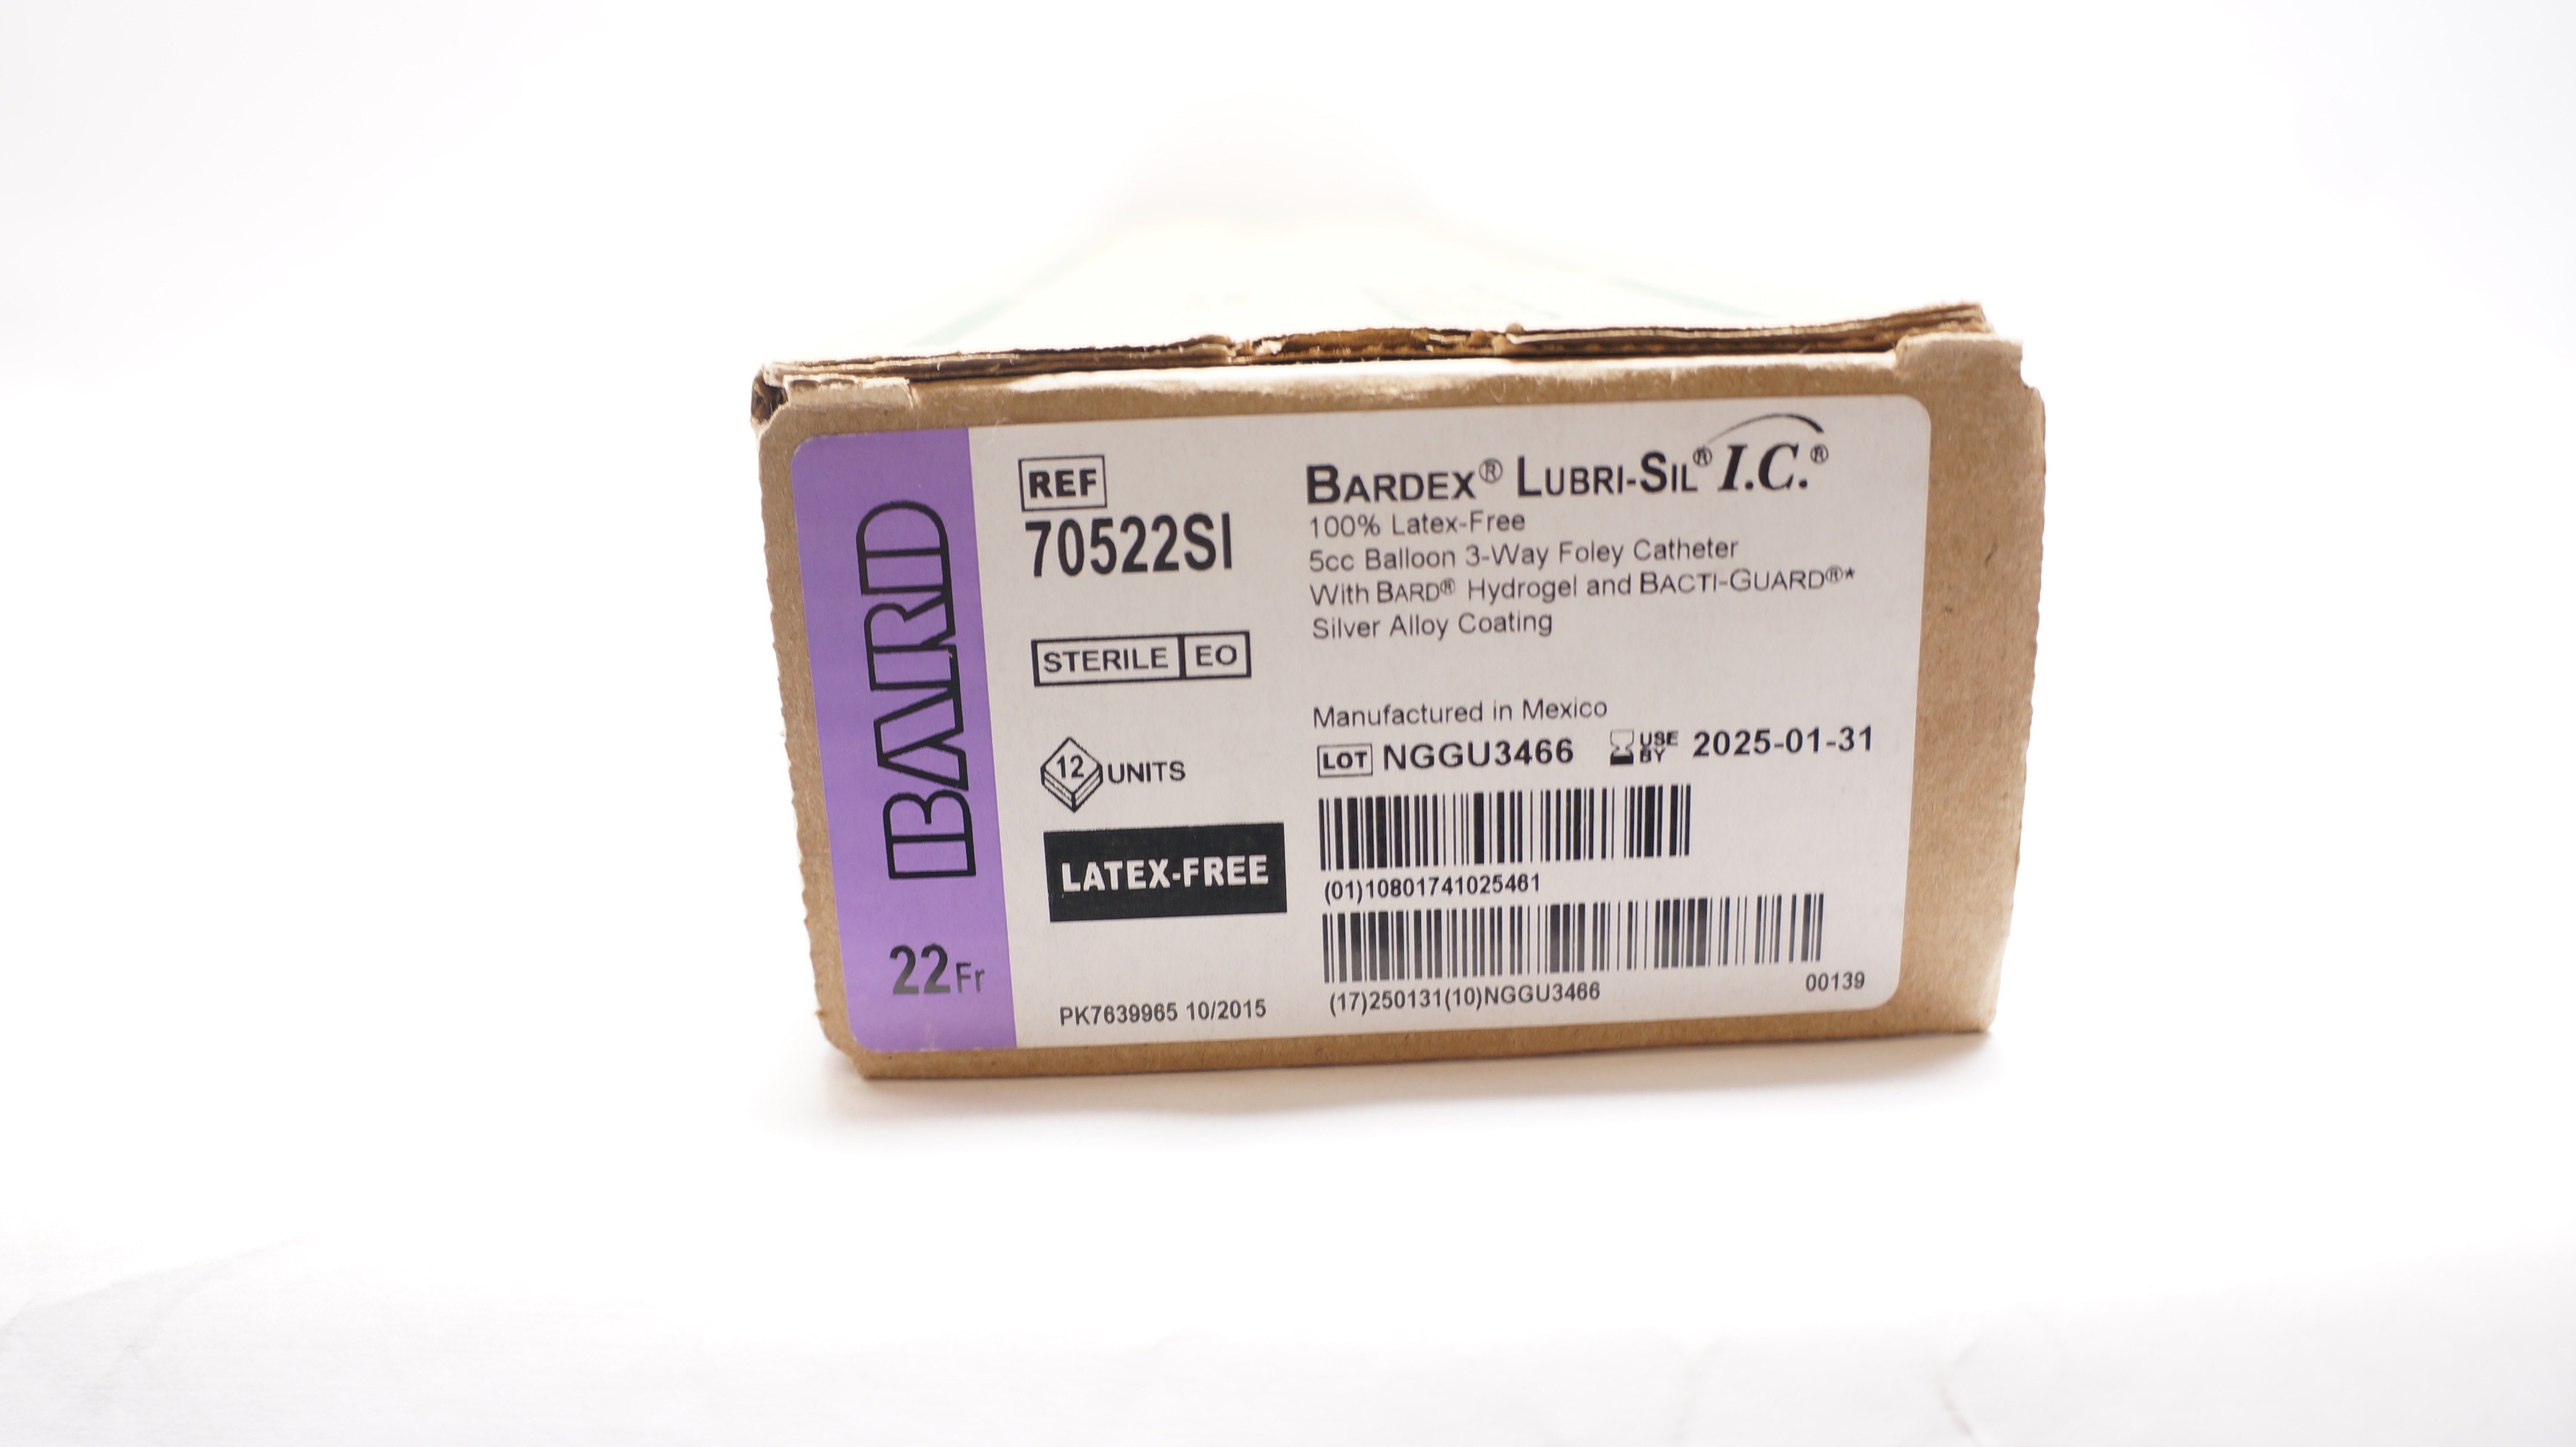 BARD
22Fr
REF
70522SI
STERILE EO
12 UNITS
LATEX-FREE
PK7639965 10/2015
BARDEX® LUBRI-SIL® I.C.®
100% Latex-Free
5cc Balloon 3-Way Foley Catheter
With BARD® Hydrogel and BACTI-GUARD®*
Silver Alloy Coating
Manufactured in Mexico
LOT NGGU3466 USE BY 2025-01-31
(01)10801741025461
(17)250131(10)NGGU3466
00139